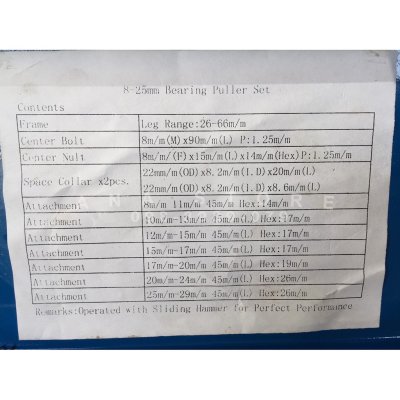 8-25mm Bearing Puller Set
Contents
Frame Leg Range:26-66m/m
Center Bolt 8m/m(M)x90m/m(L) P:1.25m/m
Center Nult 8m/m/(F)x15m/m(L)x14m/m(Hex)P:1.25m/m
Space Collar x2pcs. 22mm/m(OD)x8.2m/m(I.D)x20m/m(L)
22mm/m(OD)x8.2m/m(I.D)x8.6m/m(L)
Attachment 8m/m 11m/m 45m/m Hex:14m/m
Attachment 10m/m-13m/m 45m/m(L) Hex:17m/m
Attachment 12m/m-15m/m 45m/m(L) Hex:17m/m
Attachment 15m/m-17m/m 45m/m(L) Hex:17m/m
Attachment 17m/m-20m/m 45m/m(L) Hex:19m/m
Attachment 20m/m-24m/m 45m/m(L) Hex:26m/m
Attachment 25m/m-29m/m 45m/m(L) Hex:26m/m
Remorks:Operated with Sliding Hammer for Perfect Performance